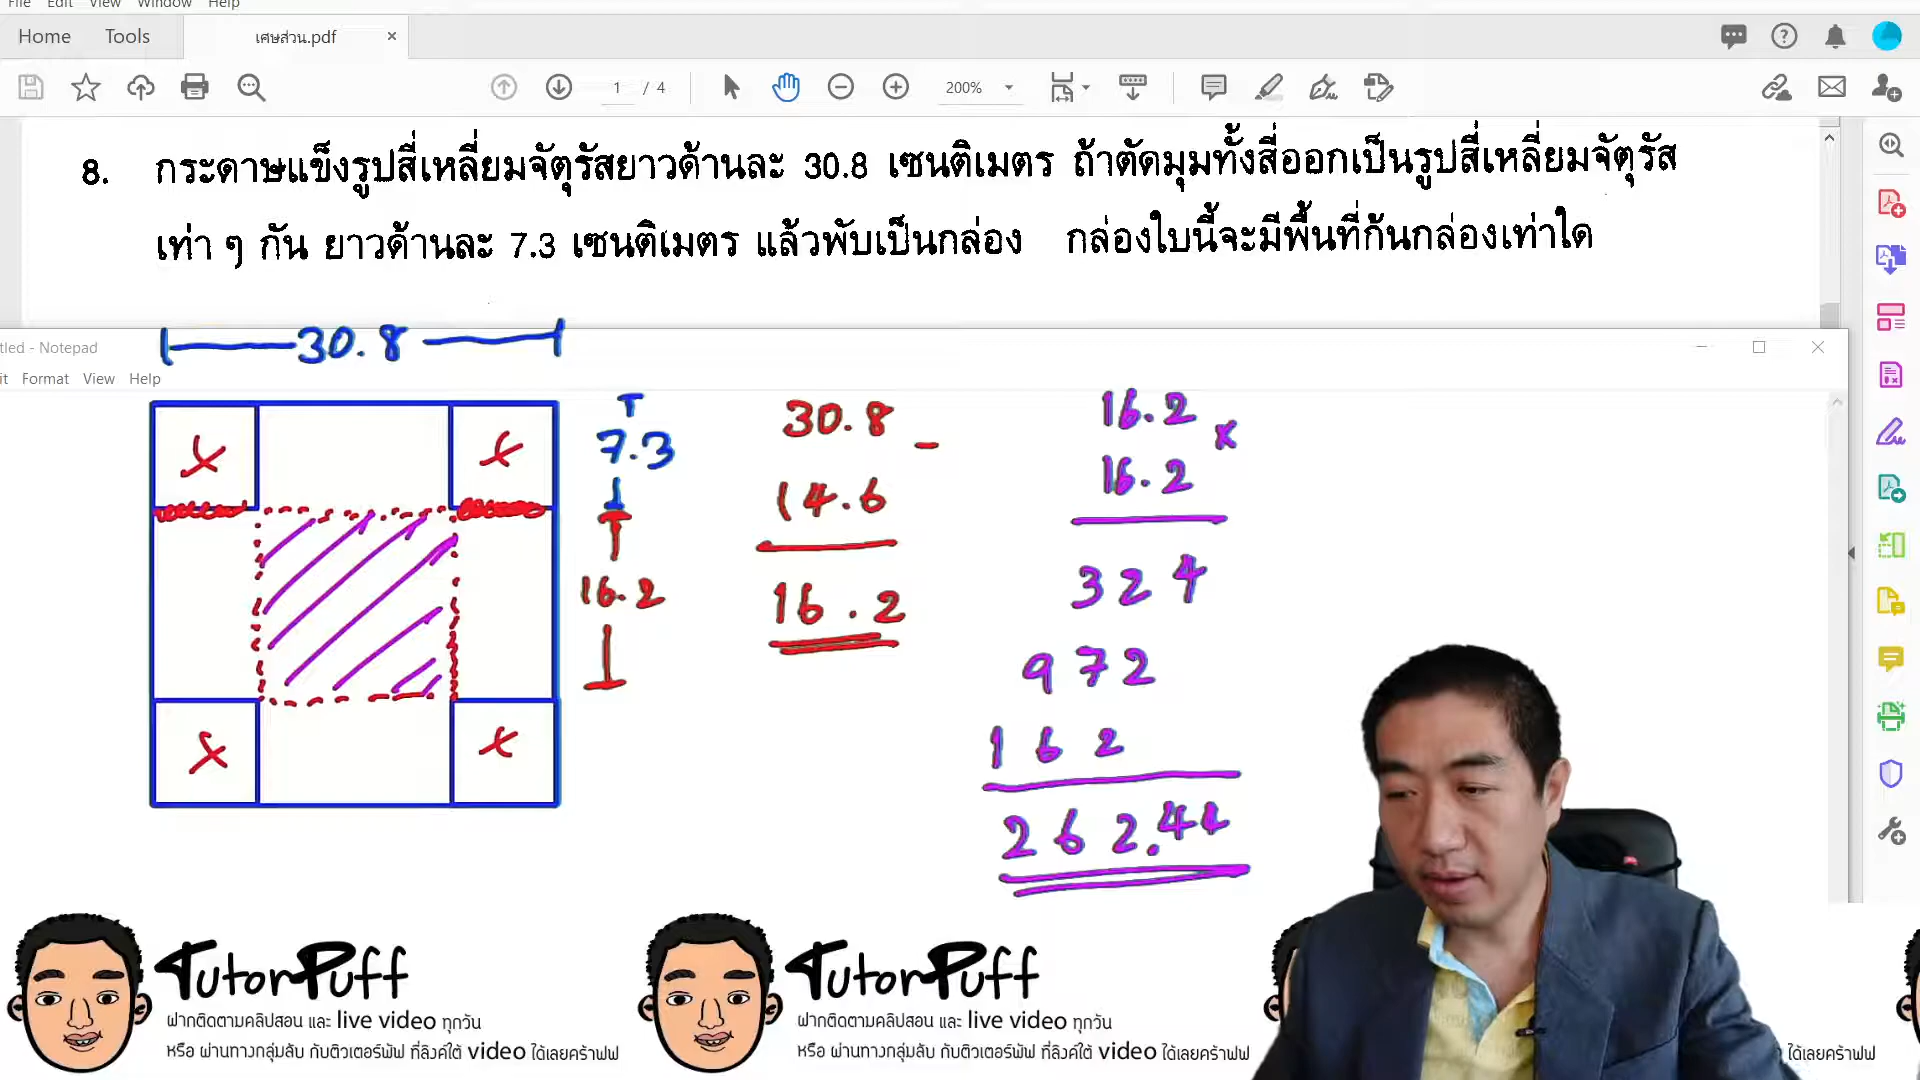 File Edit View Window Help
Home Tools เศษส่วน.pdf ×
1 / 4 200%
8. กระดาษแข็งรูปสี่เหลี่ยมจัตุรัสยาวด้านละ 30.8 เซนติเมตร ถ้าตัดมุมทั้งสี่ออกเป็นรูปสี่เหลี่ยมจัตุรัส
เท่า ๆ กัน ยาวด้านละ 7.3 เซนติเมตร แล้วพับเป็นกล่อง กล่องใบนี้จะมีพื้นที่ก้นกล่องเท่าใด
30.8
tled - Notepad
it Format View Help
x x
7.3
16.2
x x
30.8 -
14.6
16.2
16.2 x
16.2
324
972
162
262.44
TutorPuff
ฝากติดตามคลิปสอน และ live video ทุกวัน
หรือ ผ่านทางกลุ่มลับ กับติวเตอร์พัฟ ที่ลิงค์ใต้ video ได้เลยคร้าฟฟ
TutorPuff
ฝากติดตามคลิปสอน และ live video ทุกวัน
หรือ ผ่านทางกลุ่มลับ กับติวเตอร์พัฟ ที่ลิงค์ใต้ video ได้เลยคร้าฟฟ
ได้เลยคร้าฟฟ